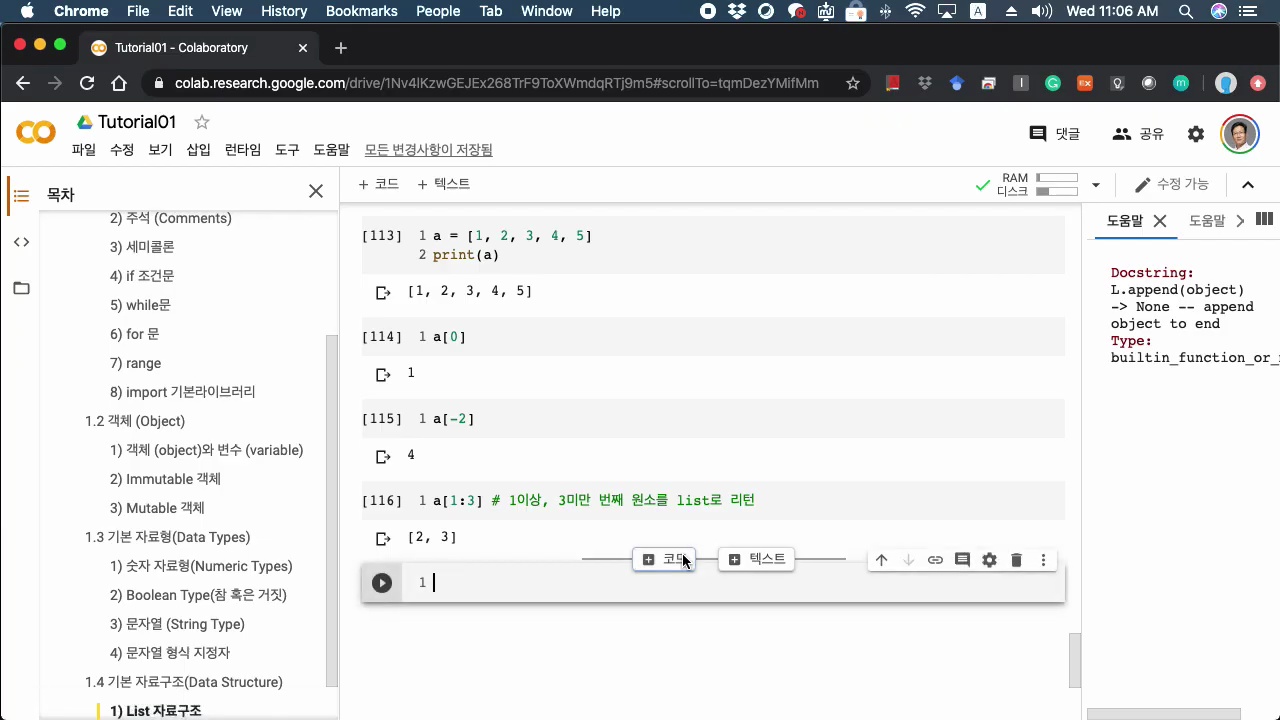 Chrome File Edit View History Bookmarks People Tab Window Help Wed 11:06 AM
Tutorial01 - Colaboratory
colab.research.google.com/drive/1Nv4lKzwGEJEx268TrF9ToXWmdqRTj9m5#scrollTo=tqmDezYMifMm
Tutorial01
댓글 공유
파일 수정 보기 삽입 런타임 도구 도움말 모든 변경사항이 저장됨
목차
+ 코드 + 텍스트
RAM
디스크
수정 가능
2) 주석 (Comments)
3) 세미콜론
4) if 조건문
5) while문
6) for 문
7) range
8) import 기본라이브러리
1.2 객체 (Object)
1) 객체 (object)와 변수 (variable)
2) Immutable 객체
3) Mutable 객체
1.3 기본 자료형(Data Types)
1) 숫자 자료형(Numeric Types)
2) Boolean Type(참 혹은 거짓)
3) 문자열 (String Type)
4) 문자열 형식 지정자
1.4 기본 자료구조(Data Structure)
1) List 자료구조
[113] 1 a = [1, 2, 3, 4, 5]
2 print(a)
[1, 2, 3, 4, 5]
[114] 1 a[0]
1
[115] 1 a[-2]
4
[116] 1 a[1:3] # 1이상, 3미만 번째 원소를 list로 리턴
[2, 3]
코드 텍스트
1
도움말 도움말
Docstring:
L.append(object)
-> None -- append
object to end
Type:
builtin_function_or_